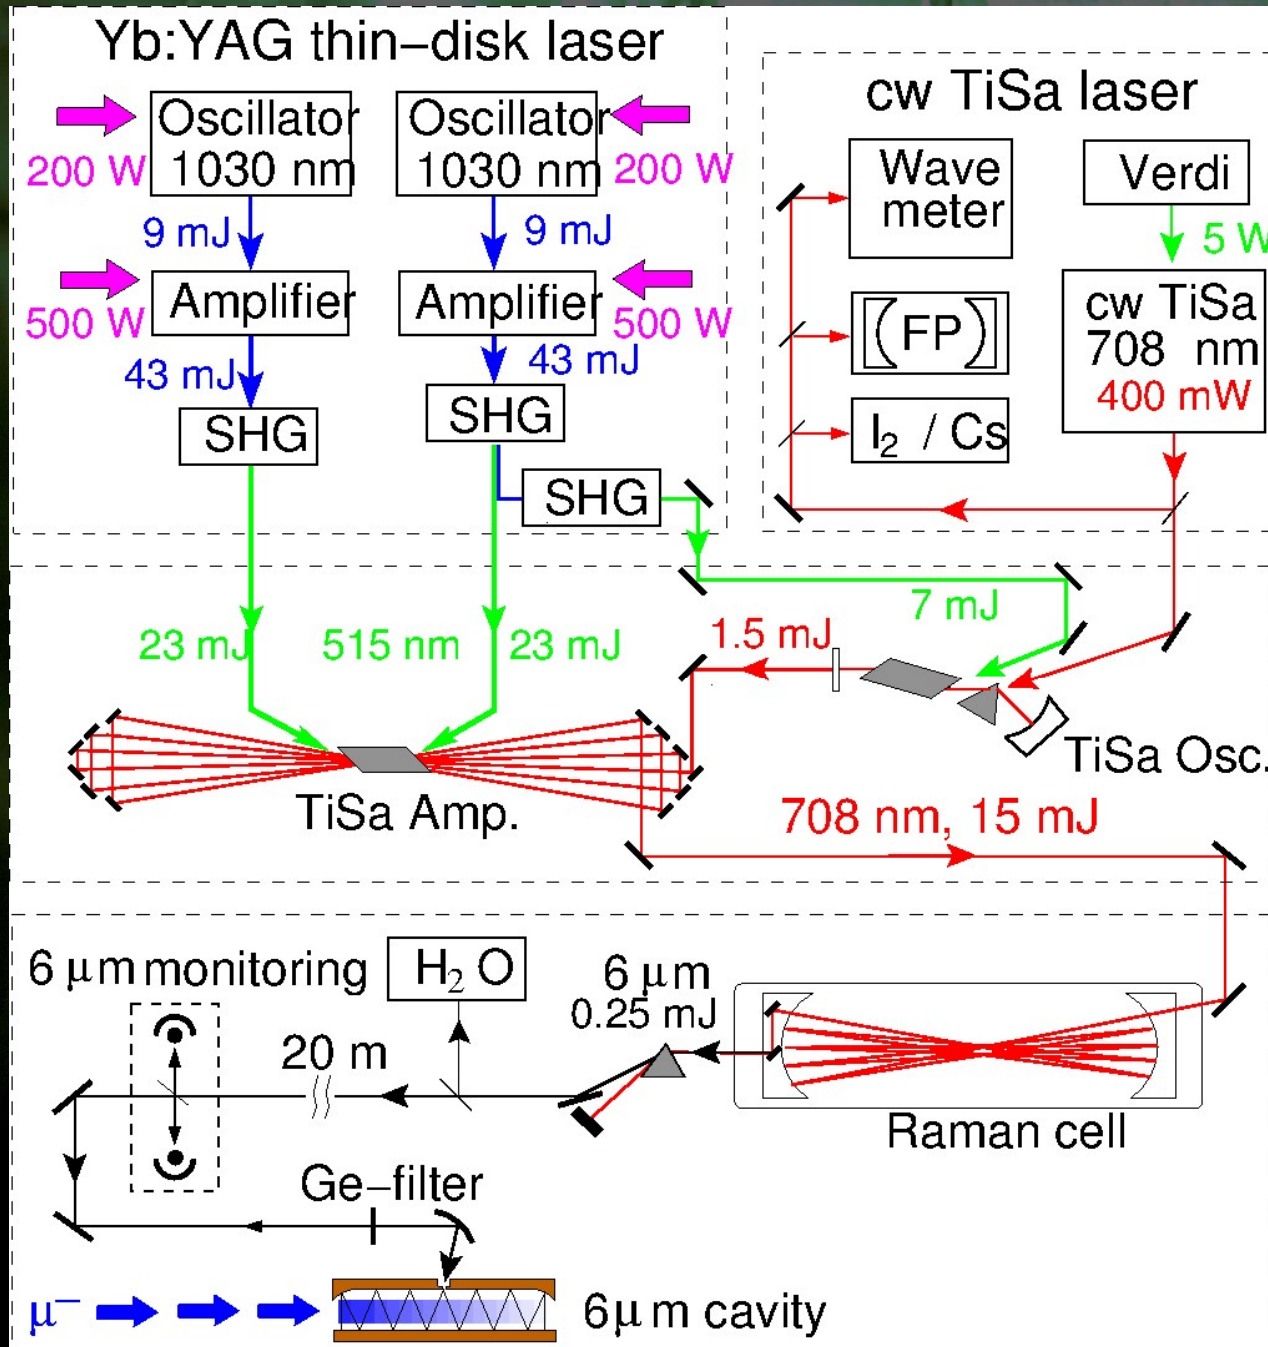 Yb:YAG thin-disk laser
Oscillator
1030 nm
200 W
Oscillator
1030 nm
200 W
9 mJ
9 mJ
Amplifier
500 W
Amplifier
500 W
43 mJ
43 mJ
SHG
SHG
SHG
cw TiSa laser
Wave
meter
Verdi
5 W
(FP)
cw TiSa
708 nm
400 mW
I₂ / Cs
23 mJ
515 nm
23 mJ
7 mJ
1.5 mJ
TiSa Osc.
TiSa Amp.
708 nm, 15 mJ
6 μm monitoring
H₂O
6 μm
0.25 mJ
20 m
Raman cell
Ge-filter
μ⁻
6μm cavity